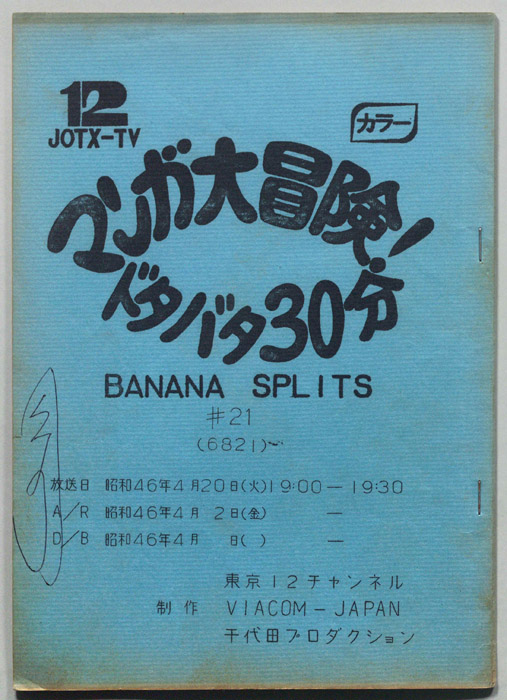 12
JOTX-TV
カラー
マンガ大冒険!
ドタバタ30分
BANANA SPLITS
#21
(6821)~
放送日 昭和46年4月20日(火)19:00 — 19:30
A/R 昭和46年4月 2日(金) —
D/B 昭和46年4月 日( ) —
東京12チャンネル
制作 VIACOM-JAPAN
千代田プロダクション